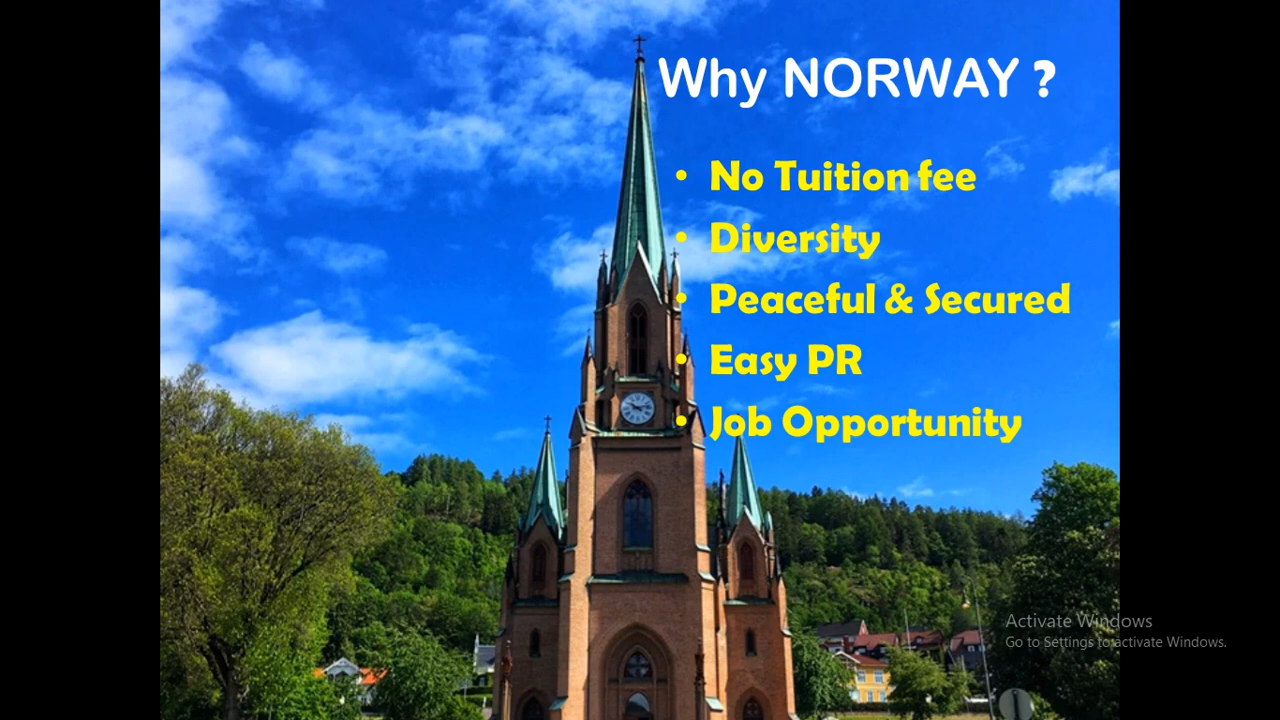 Why NORWAY ?
• No Tuition fee
• Diversity
• Peaceful & Secured
• Easy PR
• Job Opportunity
Activate Windows
Go to Settings to activate Windows.